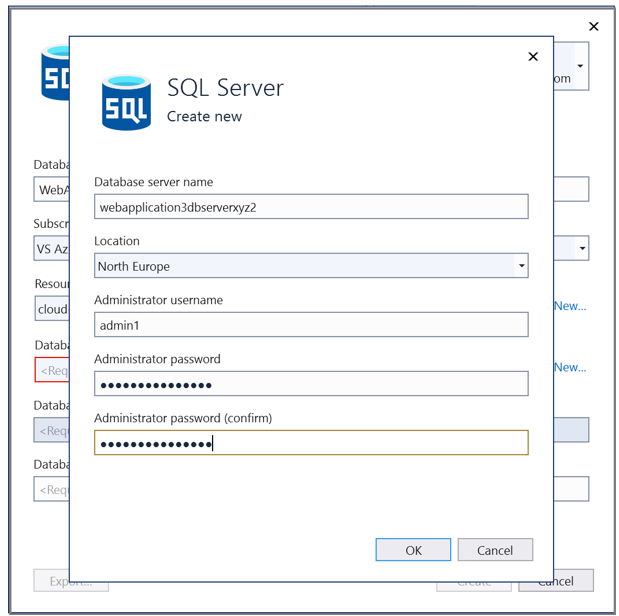 om
SQL
SQL Server
Create new
Databa
WebA
Database server name
webapplication3dbserverxyz2
Subscr
VS Az
Location
North Europe
Resour
cloud
New...
Administrator username
admin1
Databa
<Req
New...
Administrator password
●●●●●●●●●●●●●●●
Databa
<Requ
Administrator password (confirm)
●●●●●●●●●●●●●●●
Databa
<Requ
OK
Cancel
Export...
Create
Cancel